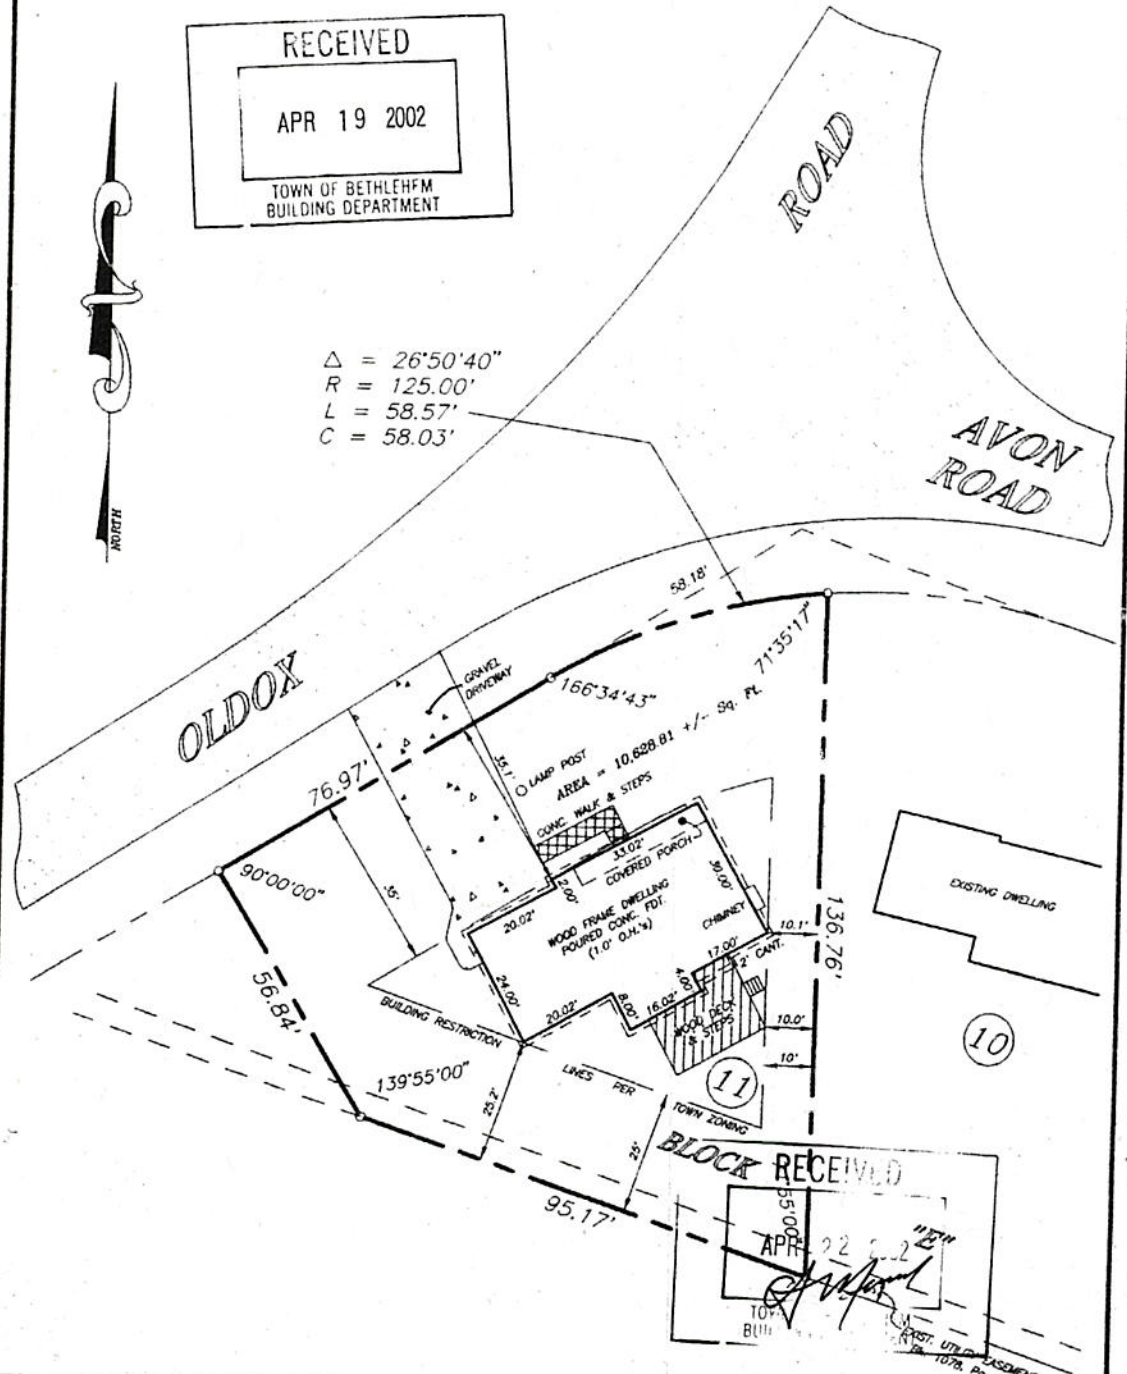 RECEIVED
APR 19 2002
TOWN OF BETHLEHEM
BUILDING DEPARTMENT
NORTH
Δ = 26°50'40"
R = 125.00'
L = 58.57'
C = 58.03'
ROAD
AVON
ROAD
OLDOX
58.18'
71°35'17"
GRAVEL
DRIVEWAY
166°34'43"
76.97'
35.1'
LAMP POST
AREA = 10,628.81 +/- Sq. Ft.
CONC. WALK & STEPS
90°00'00"
35'
33.02'
COVERED PORCH
2.00'
20.02'
30.00'
WOOD FRAME DWELLING
POURED CONC. FDT.
(1.0' O.H.'s)
CHIMNEY
EXISTING DWELLING
10.1'
136.76'
17.00'
2' CANT.
4.00'
24.00'
20.02'
8.00'
16.02'
WOOD DECK
& STEPS
10.0'
10'
56.84'
BUILDING RESTRICTION
LINES PER
TOWN ZONING
139°55'00"
25.2'
25'
11
10
BLOCK
"E"
RECEIVED
APR 22
95.17'
55'00"
EXIST. UTILITY EASEMENT